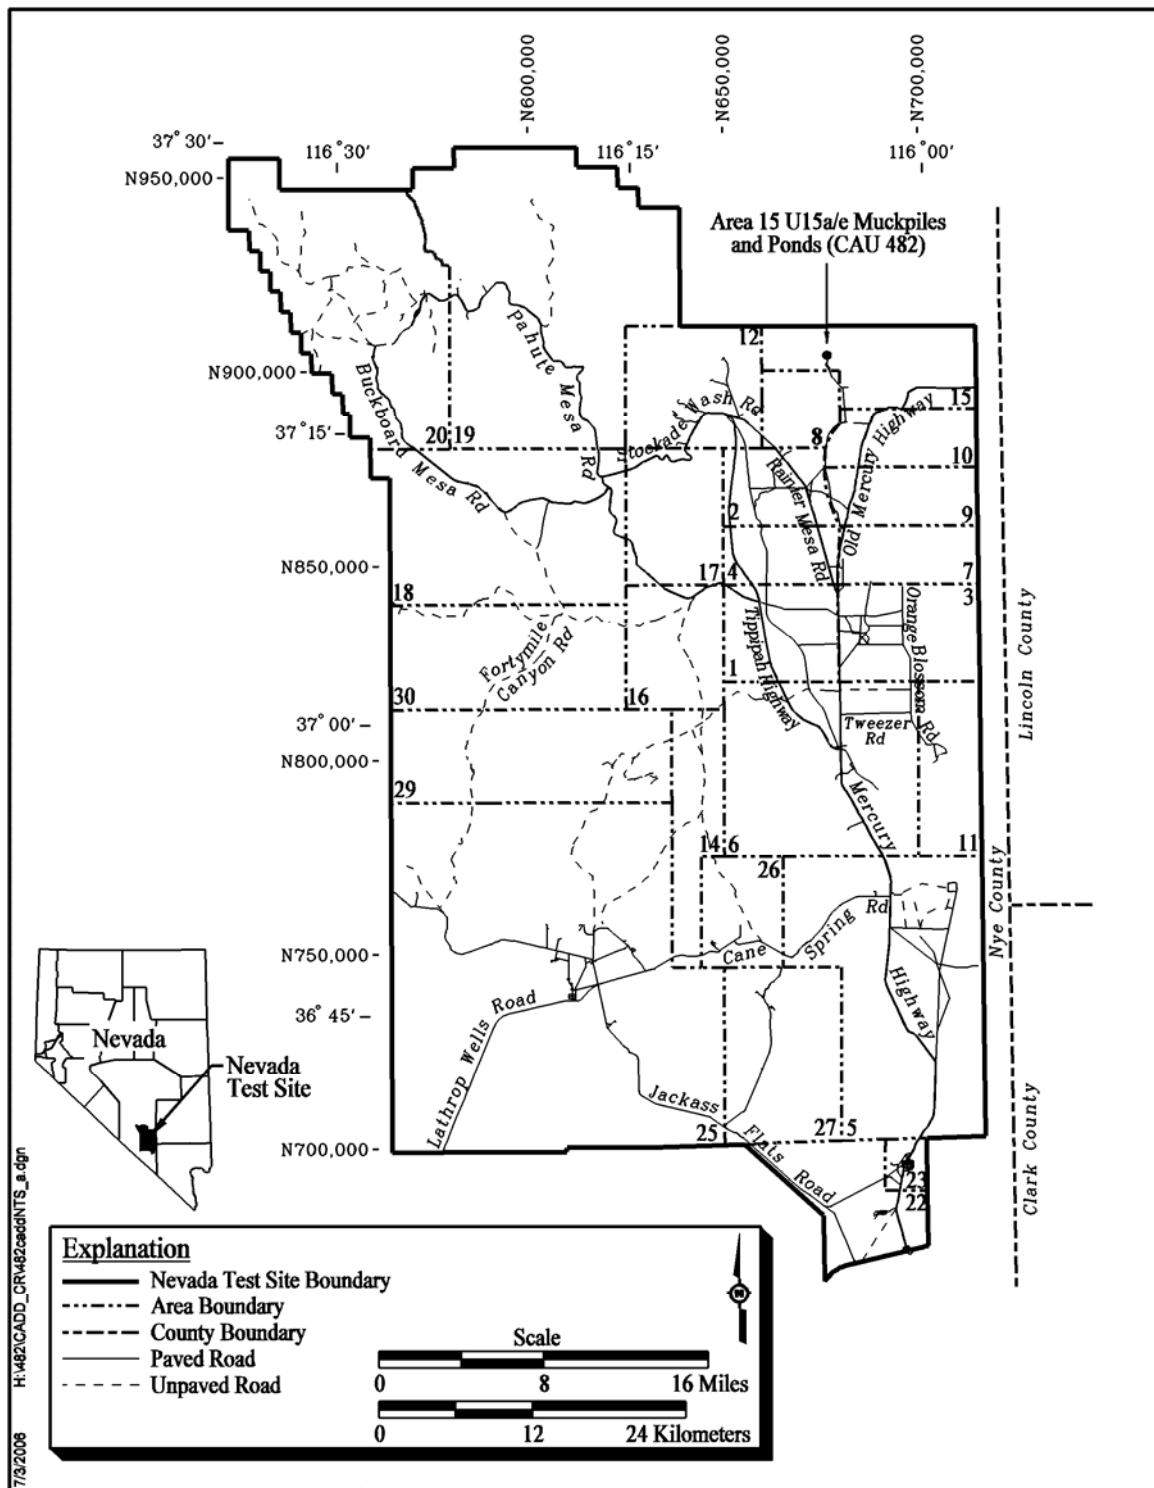 N600,000
N650,000
N700,000
37° 30'
116° 30'
116° 15'
116° 00'
N950,000
Area 15 U15a/e Muckpiles
and Ponds (CAU 482)
Pahute Mesa Rd
12
N900,000
Buckboard Mesa Rd
Stockade Wash Rd
15
37° 15'
20
19
8
Old Mercury Highway
10
Rainier Mesa Rd
2
9
N850,000
17
4
7
18
3
Orange Blossom Rd
Tippipah Highway
Fortymile
Canyon Rd
Lincoln County
1
30
16
37° 00'
Tweezer
Rd
N800,000
29
Mercury
14
6
11
26
Nye County
Cane Spring Rd
N750,000
Highway
36° 45'
Lathrop Wells Road
Nevada
Nevada
Test Site
Jackass Flats Road
Clark County
25
27
5
N700,000
23
22
Explanation
Nevada Test Site Boundary
Area Boundary
County Boundary
Paved Road
Unpaved Road
N
Scale
0
8
16 Miles
0
12
24 Kilometers
7/3/2006
H:\482\CADD_CR\482caddNTS_a.dgn